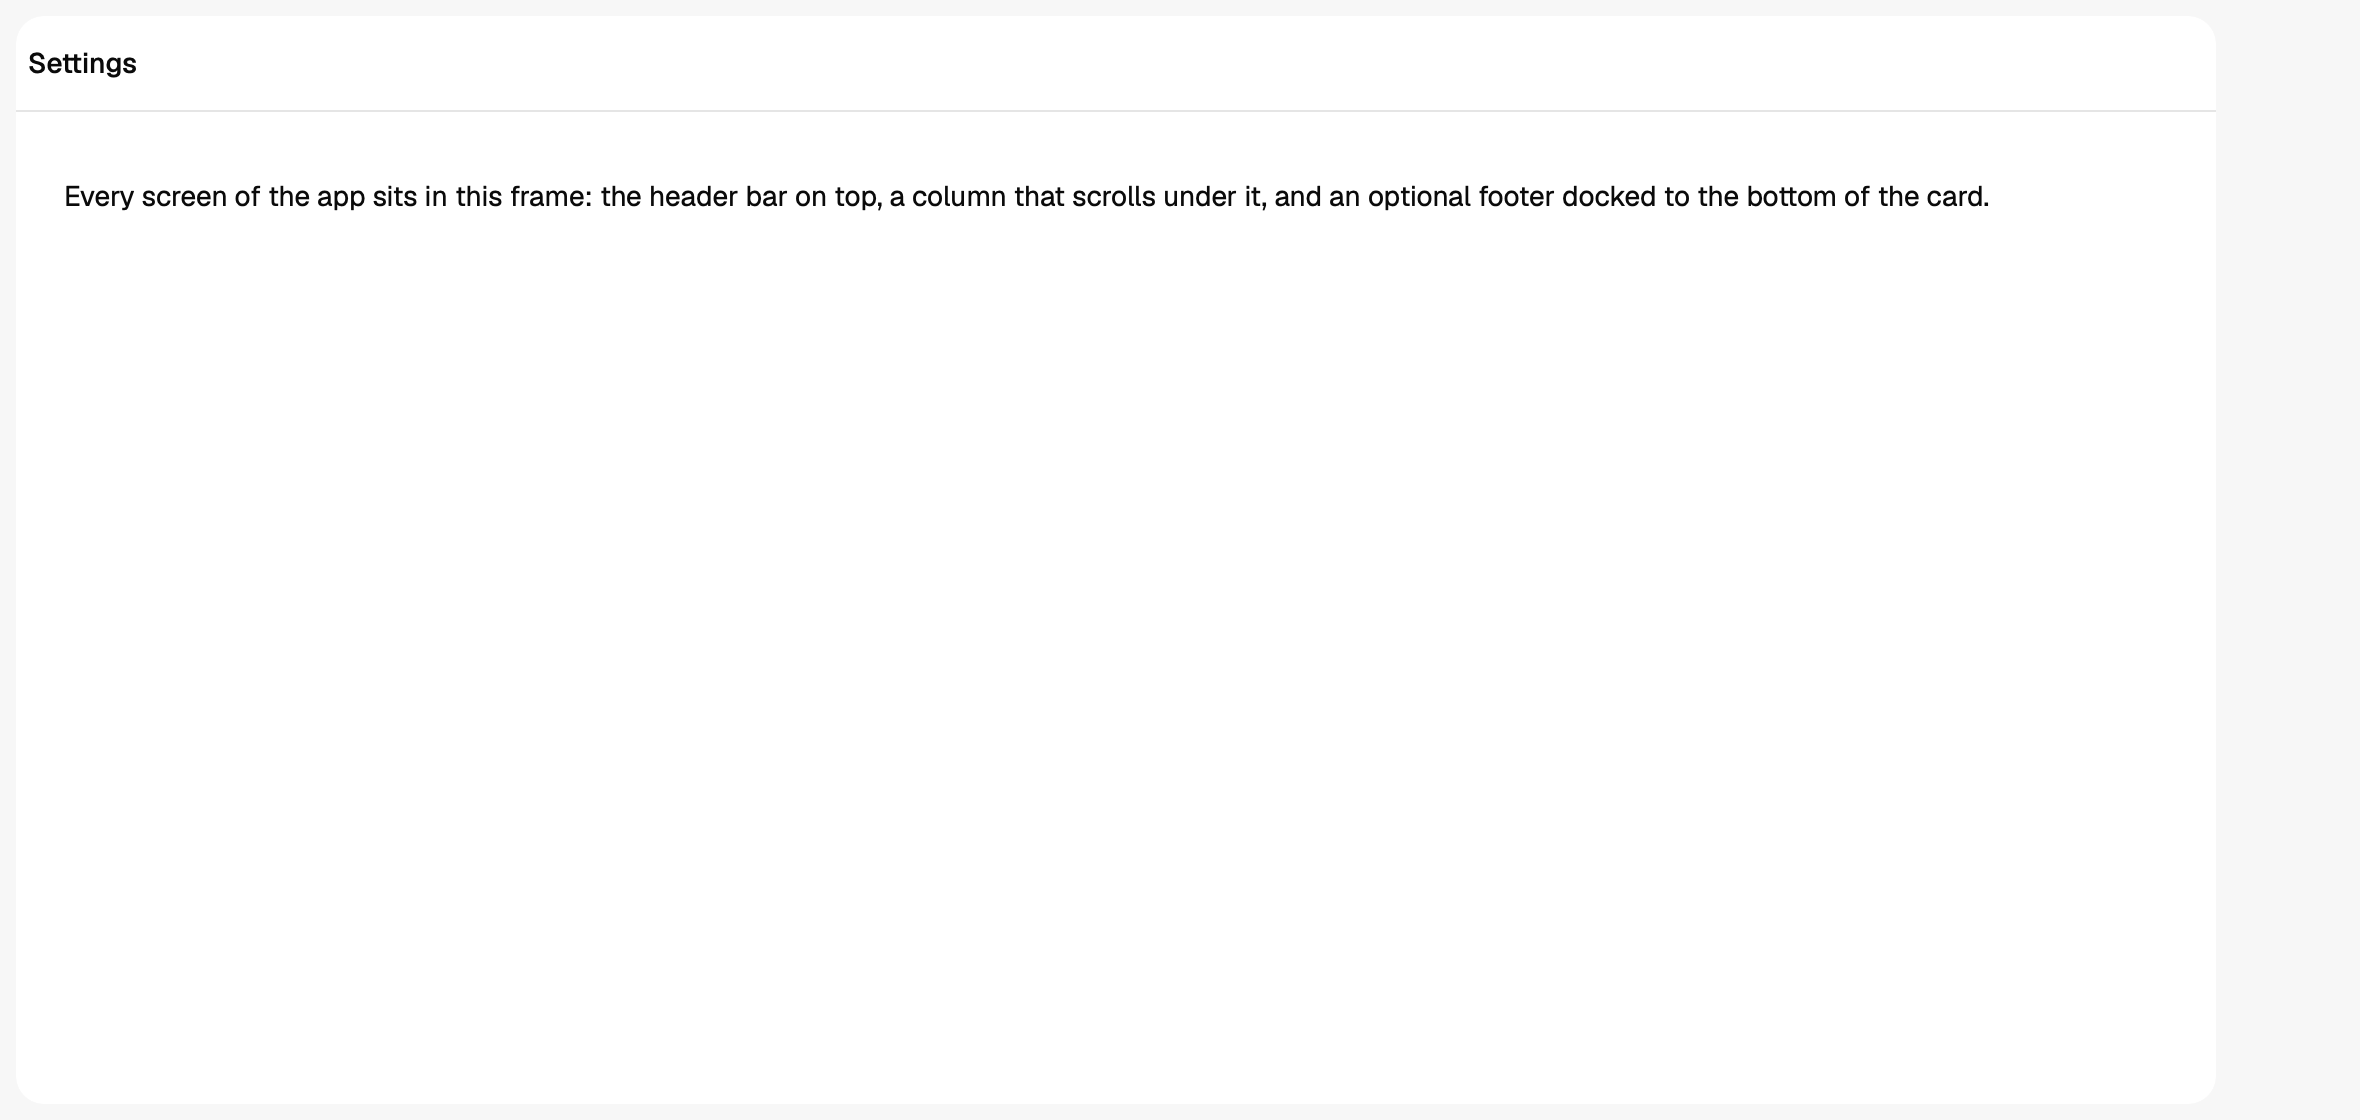 Settings
Every screen of the app sits in this frame: the header bar on top, a column that scrolls under it, and an optional footer docked to the bottom of the card.